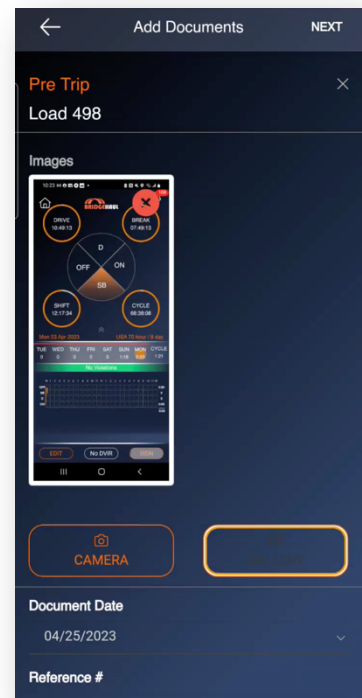 Add Documents
NEXT
Pre Trip
Load 498
Images
10:23
BRIDGEHAUL
DRIVE
10:49:13
BREAK
07:49:13
D
OFF
ON
SB
SHIFT
12:17:34
CYCLE
68:38:08
Mon 23 Apr 2023
USA 70 hour / 8 day
TUE WED THU FRI SAT SUN MON CYCLE
No Violations
EDIT
No DVIR
SIGN
CAMERA
Document Date
04/25/2023
Reference #